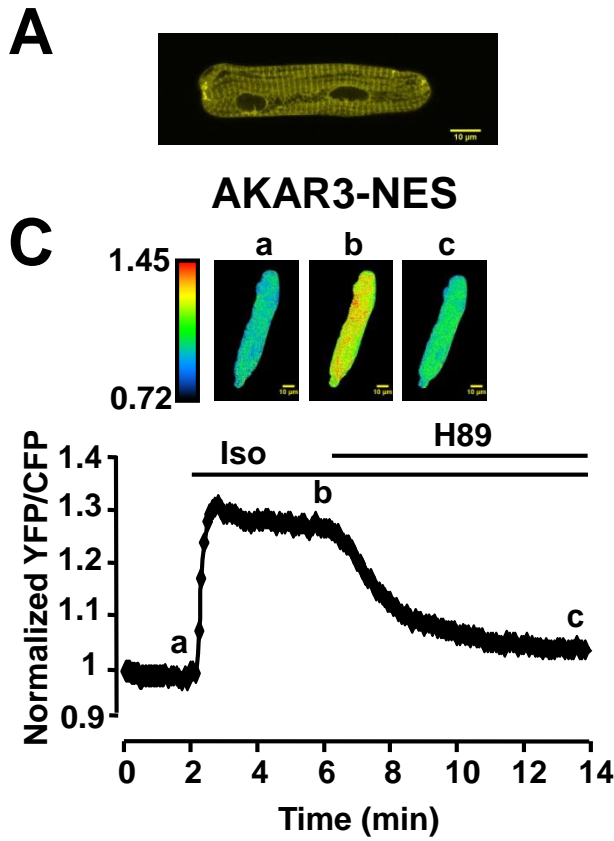 A
10 µm
AKAR3-NES
C
a b c
1.45
0.72
10 µm 10 µm 10 µm
H89
Iso
Normalized YFP/CFP
1.4
1.3
1.2
1.1
1
0.9
a
b
c
0 2 4 6 8 10 12 14
Time (min)